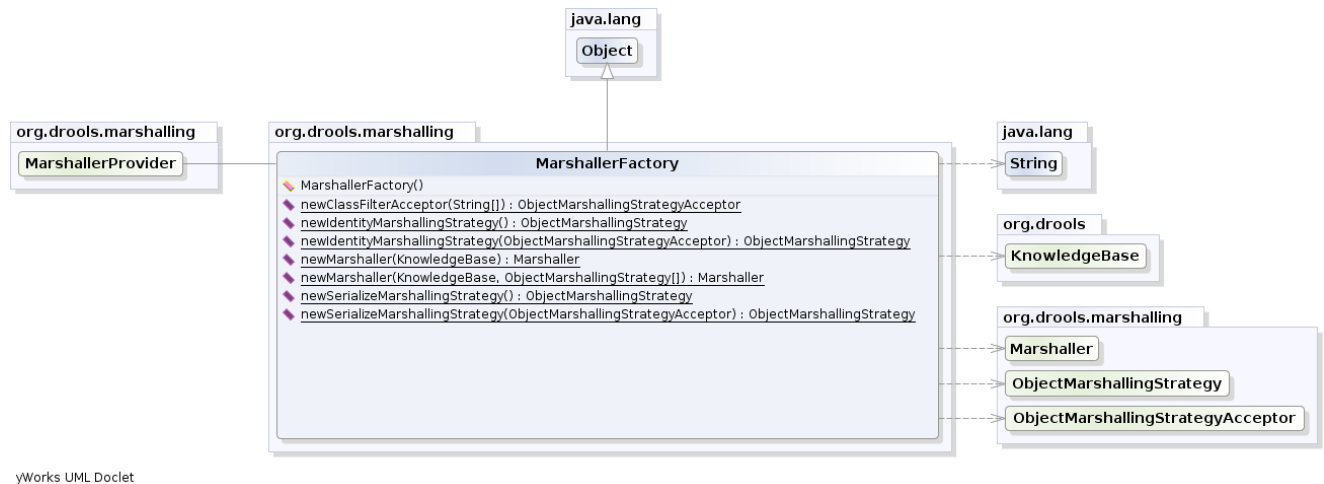 java.lang
Object
org.drools.marshalling
MarshallerProvider
org.drools.marshalling
MarshallerFactory
MarshallerFactory()
newClassFilterAcceptor(String[]) : ObjectMarshallingStrategyAcceptor
newIdentityMarshallingStrategy() : ObjectMarshallingStrategy
newIdentityMarshallingStrategy(ObjectMarshallingStrategyAcceptor) : ObjectMarshallingStrategy
newMarshaller(KnowledgeBase) : Marshaller
newMarshaller(KnowledgeBase, ObjectMarshallingStrategy[]) : Marshaller
newSerializeMarshallingStrategy() : ObjectMarshallingStrategy
newSerializeMarshallingStrategy(ObjectMarshallingStrategyAcceptor) : ObjectMarshallingStrategy
java.lang
String
org.drools
KnowledgeBase
org.drools.marshalling
Marshaller
ObjectMarshallingStrategy
ObjectMarshallingStrategyAcceptor
yWorks UML Doclet